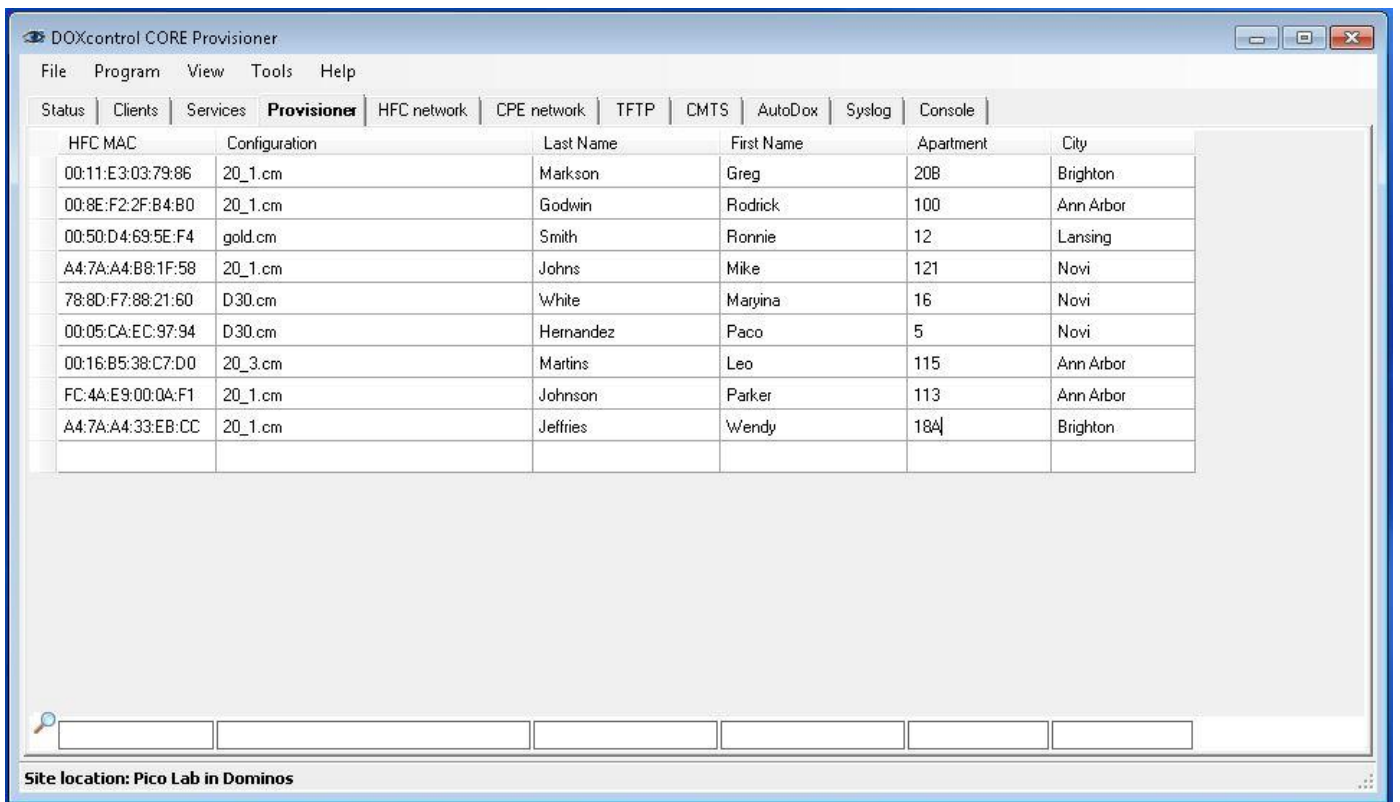 DOXcontrol CORE Provisioner
File Program View Tools Help
Status Clients Services Provisioner HFC network CPE network TFTP CMTS AutoDox Syslog Console
HFC MAC Configuration Last Name First Name Apartment City
00:11:E3:03:79:86 20_1.cm Markson Greg 20B Brighton
00:8E:F2:2F:B4:B0 20_1.cm Godwin Rodrick 100 Ann Arbor
00:50:D4:69:5E:F4 gold.cm Smith Ronnie 12 Lansing
A4:7A:A4:B8:1F:58 20_1.cm Johns Mike 121 Novi
78:8D:F7:88:21:60 D30.cm White Maryina 16 Novi
00:05:CA:EC:97:94 D30.cm Hernandez Paco 5 Novi
00:16:B5:38:C7:D0 20_3.cm Martins Leo 115 Ann Arbor
FC:4A:E9:00:0A:F1 20_1.cm Johnson Parker 113 Ann Arbor
A4:7A:A4:33:EB:CC 20_1.cm Jeffries Wendy 18A Brighton
Site location: Pico Lab in Dominos